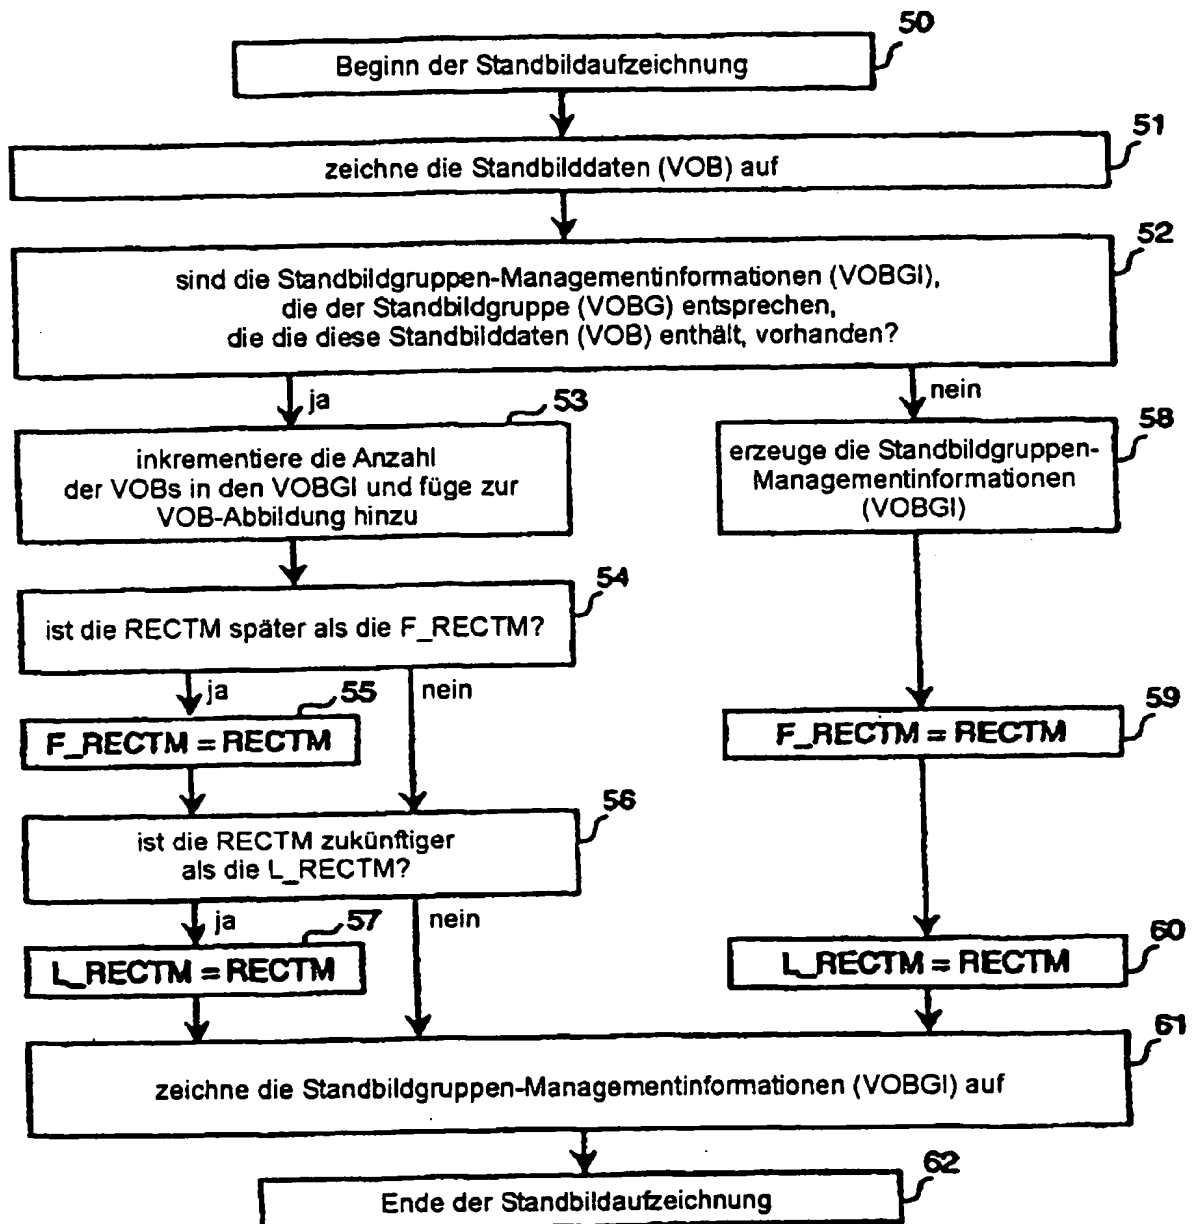 50
Beginn der Standbildaufzeichnung
51
zeichne die Standbilddaten (VOB) auf
52
sind die Standbildgruppen-Managementinformationen (VOBGI),
die der Standbildgruppe (VOBG) entsprechen,
die die diese Standbilddaten (VOB) enthält, vorhanden?
ja
nein
53
inkrementiere die Anzahl
der VOBs in den VOBGI und füge zur
VOB-Abbildung hinzu
58
erzeuge die Standbildgruppen-
Managementinformationen
(VOBGI)
54
ist die RECTM später als die F_RECTM?
ja
nein
55
F_RECTM = RECTM
59
F_RECTM = RECTM
56
ist die RECTM zukünftiger
als die L_RECTM?
ja
nein
57
L_RECTM = RECTM
60
L_RECTM = RECTM
61
zeichne die Standbildgruppen-Managementinformationen (VOBGI) auf
62
Ende der Standbildaufzeichnung